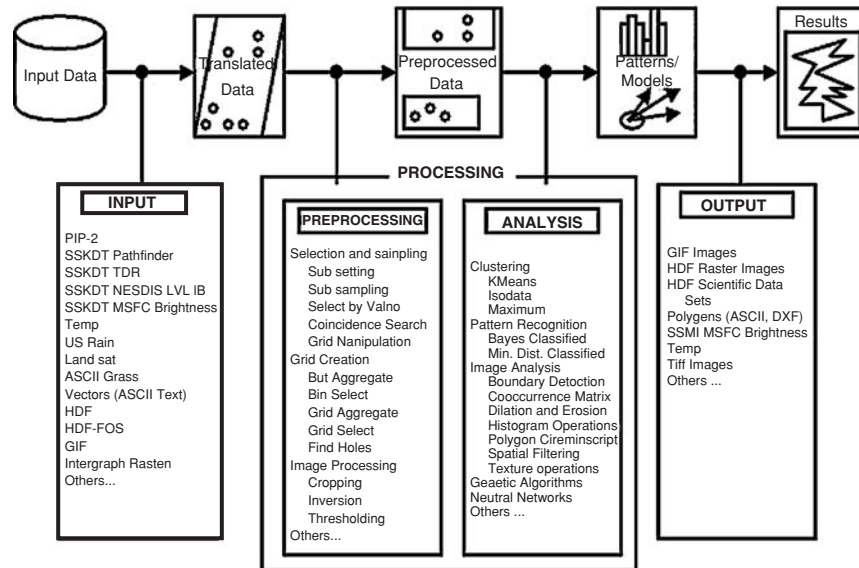 Input Data
Translated
Data
Preprocessed
Data
Patterns/
Models
Results
PROCESSING
INPUT
PIP-2
SSKDT Pathfinder
SSKDT TDR
SSKDT NESDIS LVL IB
SSKDT MSFC Brightness
Temp
US Rain
Land sat
ASCII Grass
Vectors (ASCII Text)
HDF
HDF-FOS
GIF
Intergraph Rasten
Others...
PREPROCESSING
Selection and sainpling
Sub setting
Sub sampling
Select by Valno
Coincidence Search
Grid Nanipulation
Grid Creation
But Aggregate
Bin Select
Grid Aggregate
Grid Select
Find Holes
Image Processing
Cropping
Inversion
Thresholding
Others...
ANALYSIS
Clustering
KMeans
Isodata
Maximum
Pattern Recognition
Bayes Classified
Min. Dist. Classified
Image Analysis
Boundary Detection
Cooccurrence Matrix
Dilation and Erosion
Histogram Operations
Polygon Cireminscript
Spatial Filtering
Texture operations
Geaetic Algorithms
Neutral Networks
Others ...
OUTPUT
GIF Images
HDF Raster Images
HDF Scientific Data
Sets
Polygens (ASCII, DXF)
SSMI MSFC Brightness
Temp
Tiff Images
Others ...